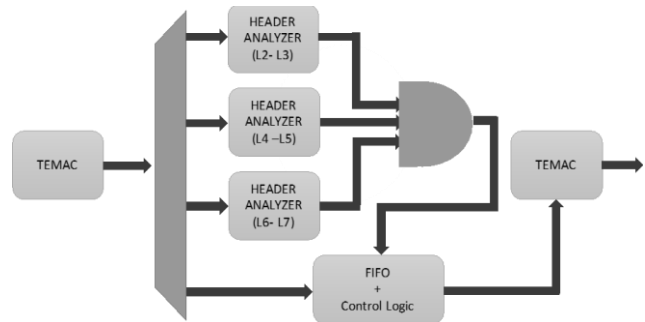 HEADER
ANALYZER
(L2- L3)
HEADER
ANALYZER
(L4 –L5)
TEMAC
TEMAC
HEADER
ANALYZER
(L6- L7)
FIFO
+
Control Logic